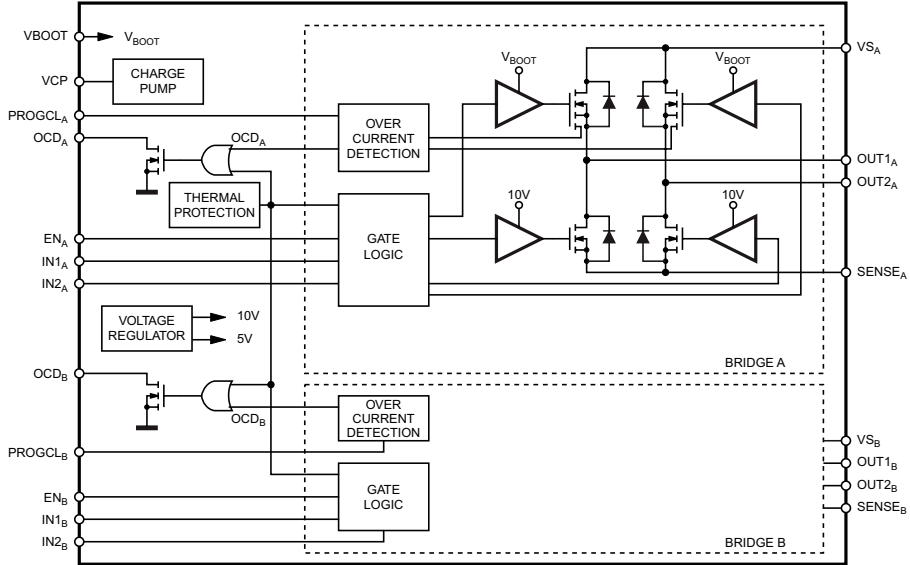 VBOOT
V_BOOT
VCP
CHARGE
PUMP
PROGCL_A
OCD_A
OCD_A
THERMAL
PROTECTION
EN_A
IN1_A
IN2_A
VOLTAGE
REGULATOR
10V
5V
OVER
CURRENT
DETECTION
GATE
LOGIC
V_BOOT
V_BOOT
10V
10V
VS_A
OUT1_A
OUT2_A
SENSE_A
BRIDGE A
OCD_B
OCD_B
PROGCL_B
EN_B
IN1_B
IN2_B
OVER
CURRENT
DETECTION
GATE
LOGIC
VS_B
OUT1_B
OUT2_B
SENSE_B
BRIDGE B